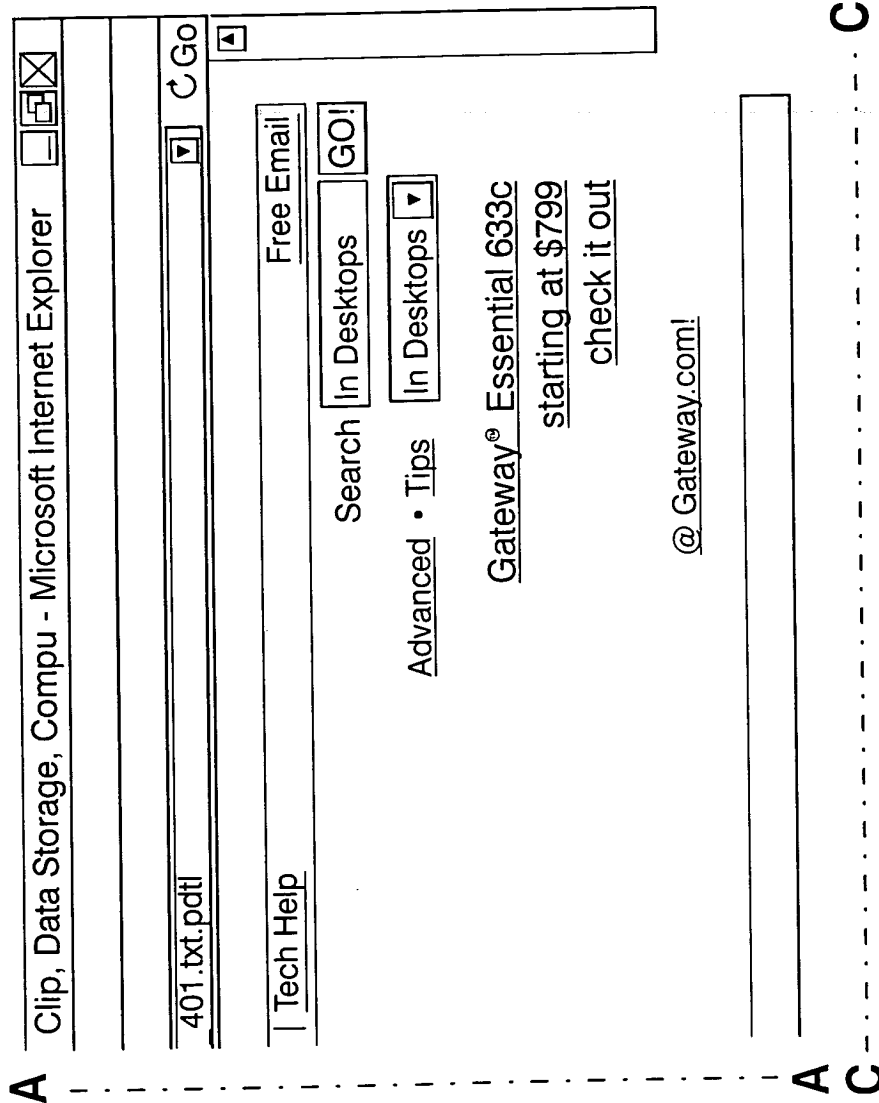 A
Clip, Data Storage, Compu - Microsoft Internet Explorer
401.txt.pdtl
Go
| Tech Help
Free Email
Search In Desktops GO!
Advanced • Tips In Desktops
Gateway® Essential 633c
starting at $799
check it out
@ Gateway.com!
A
C
C